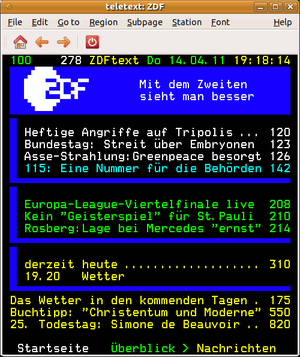 teletext: ZDF
File Edit Go to Region Subpage Station Font Help
100 278 ZDFtext Do 14.04.11 19:18:14
ZDF
Mit dem Zweiten
sieht man besser
Heftige Angriffe auf Tripolis ... 120
Bundestag: Streit über Embryonen 123
Asse-Strahlung:Greenpeace besorgt 126
115: Eine Nummer für die Behörden 142
Europa-League-Viertelfinale live 208
Kein "Geisterspiel" für St.Pauli 210
Rosberg:Lage bei Mercedes "ernst" 214
derzeit heute .................. 310
19.20 Wetter
Das Wetter in den kommenden Tagen . 175
Buchtipp: "Christentum und Moderne" 550
25. Todestag: Simone de Beauvoir .. 820
Startseite Überblick > Nachrichten